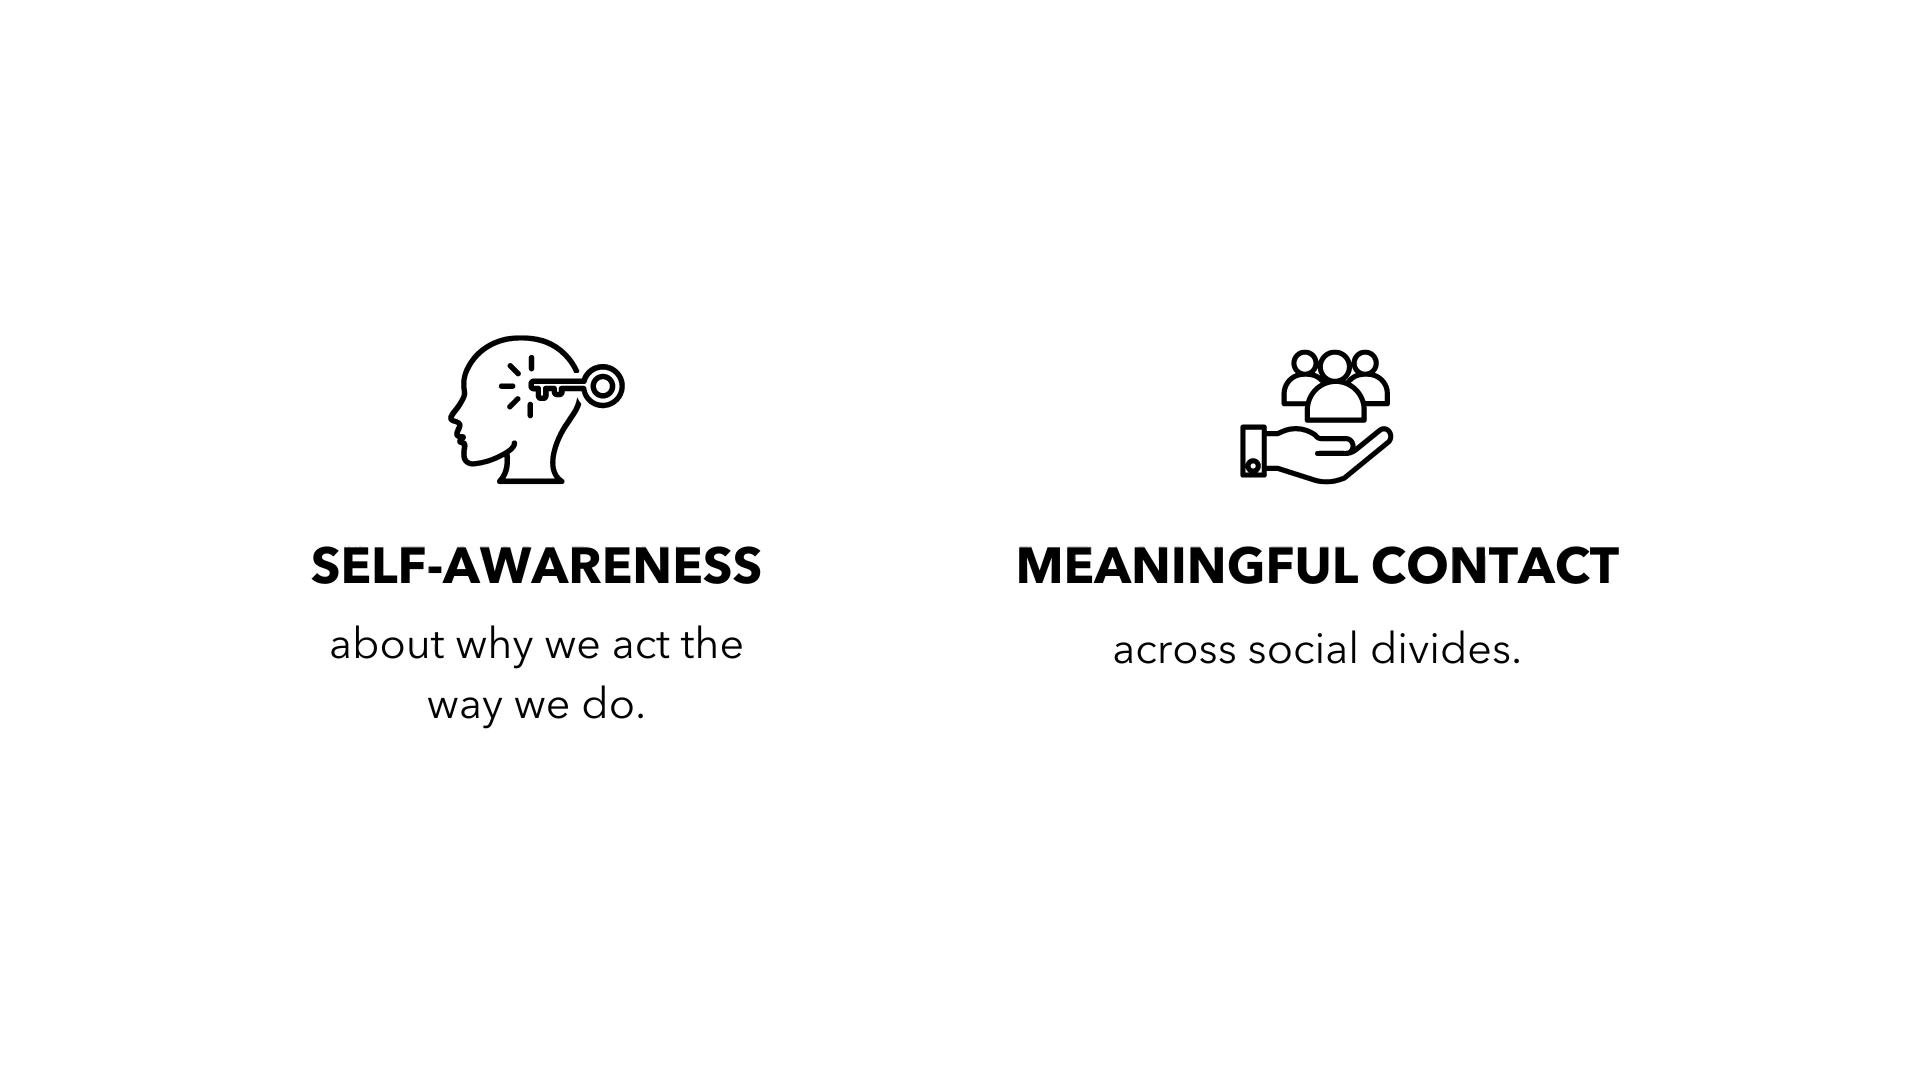 SELF-AWARENESS
about why we act the
way we do.
MEANINGFUL CONTACT
across social divides.